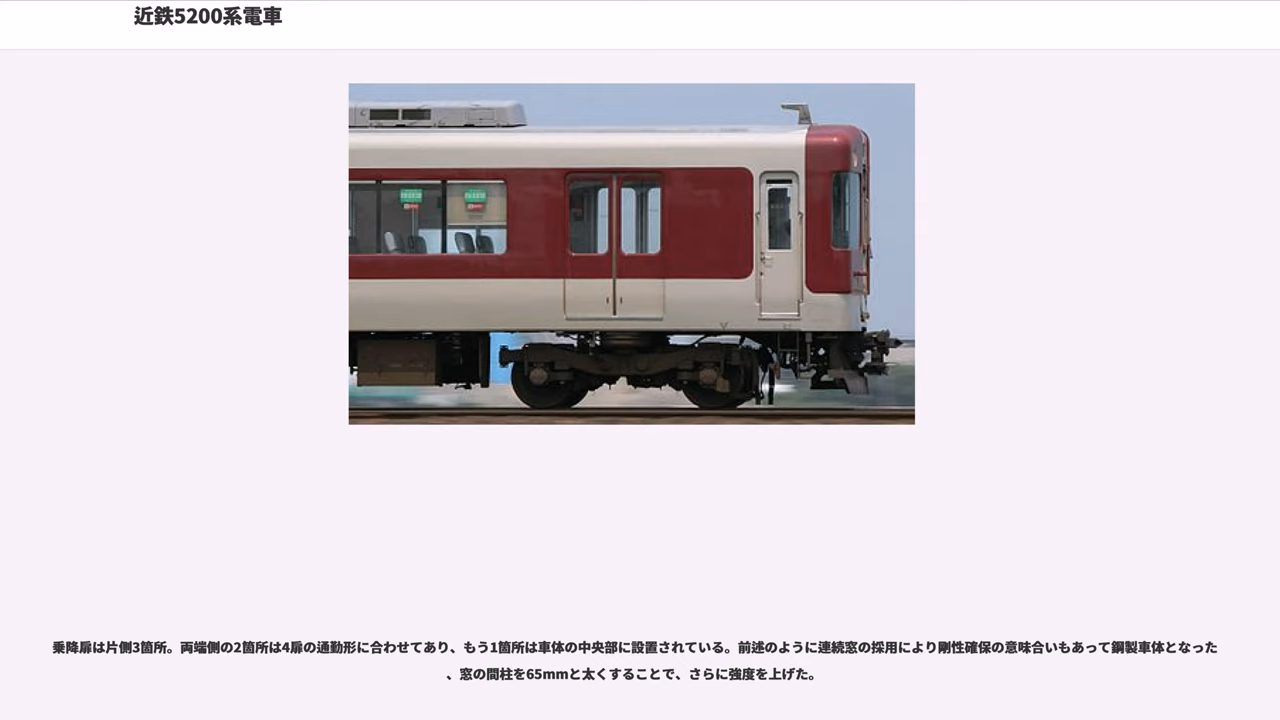 近鉄5200系電車
乗降扉は片側3箇所。両端側の2箇所は4扉の通勤形に合わせてあり、もう1箇所は車体の中央部に設置されている。前述のように連続窓の採用により剛性確保の意味合いもあって鋼製車体となった
、窓の間柱を65mmと太くすることで、さらに強度を上げた。